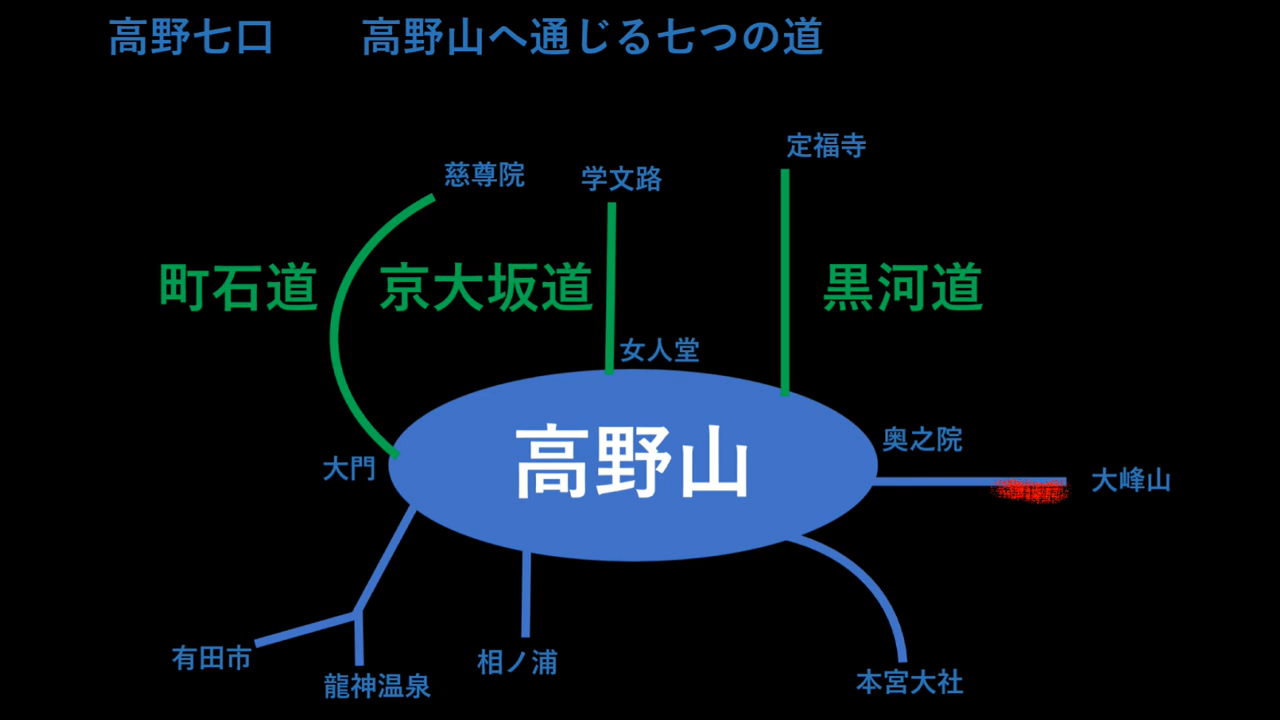 高野七口　高野山へ通じる七つの道
定福寺
慈尊院
学文路
町石道
京大坂道
黒河道
女人堂
高野山
奥之院
大門
大峰山
有田市
龍神温泉
相ノ浦
本宮大社